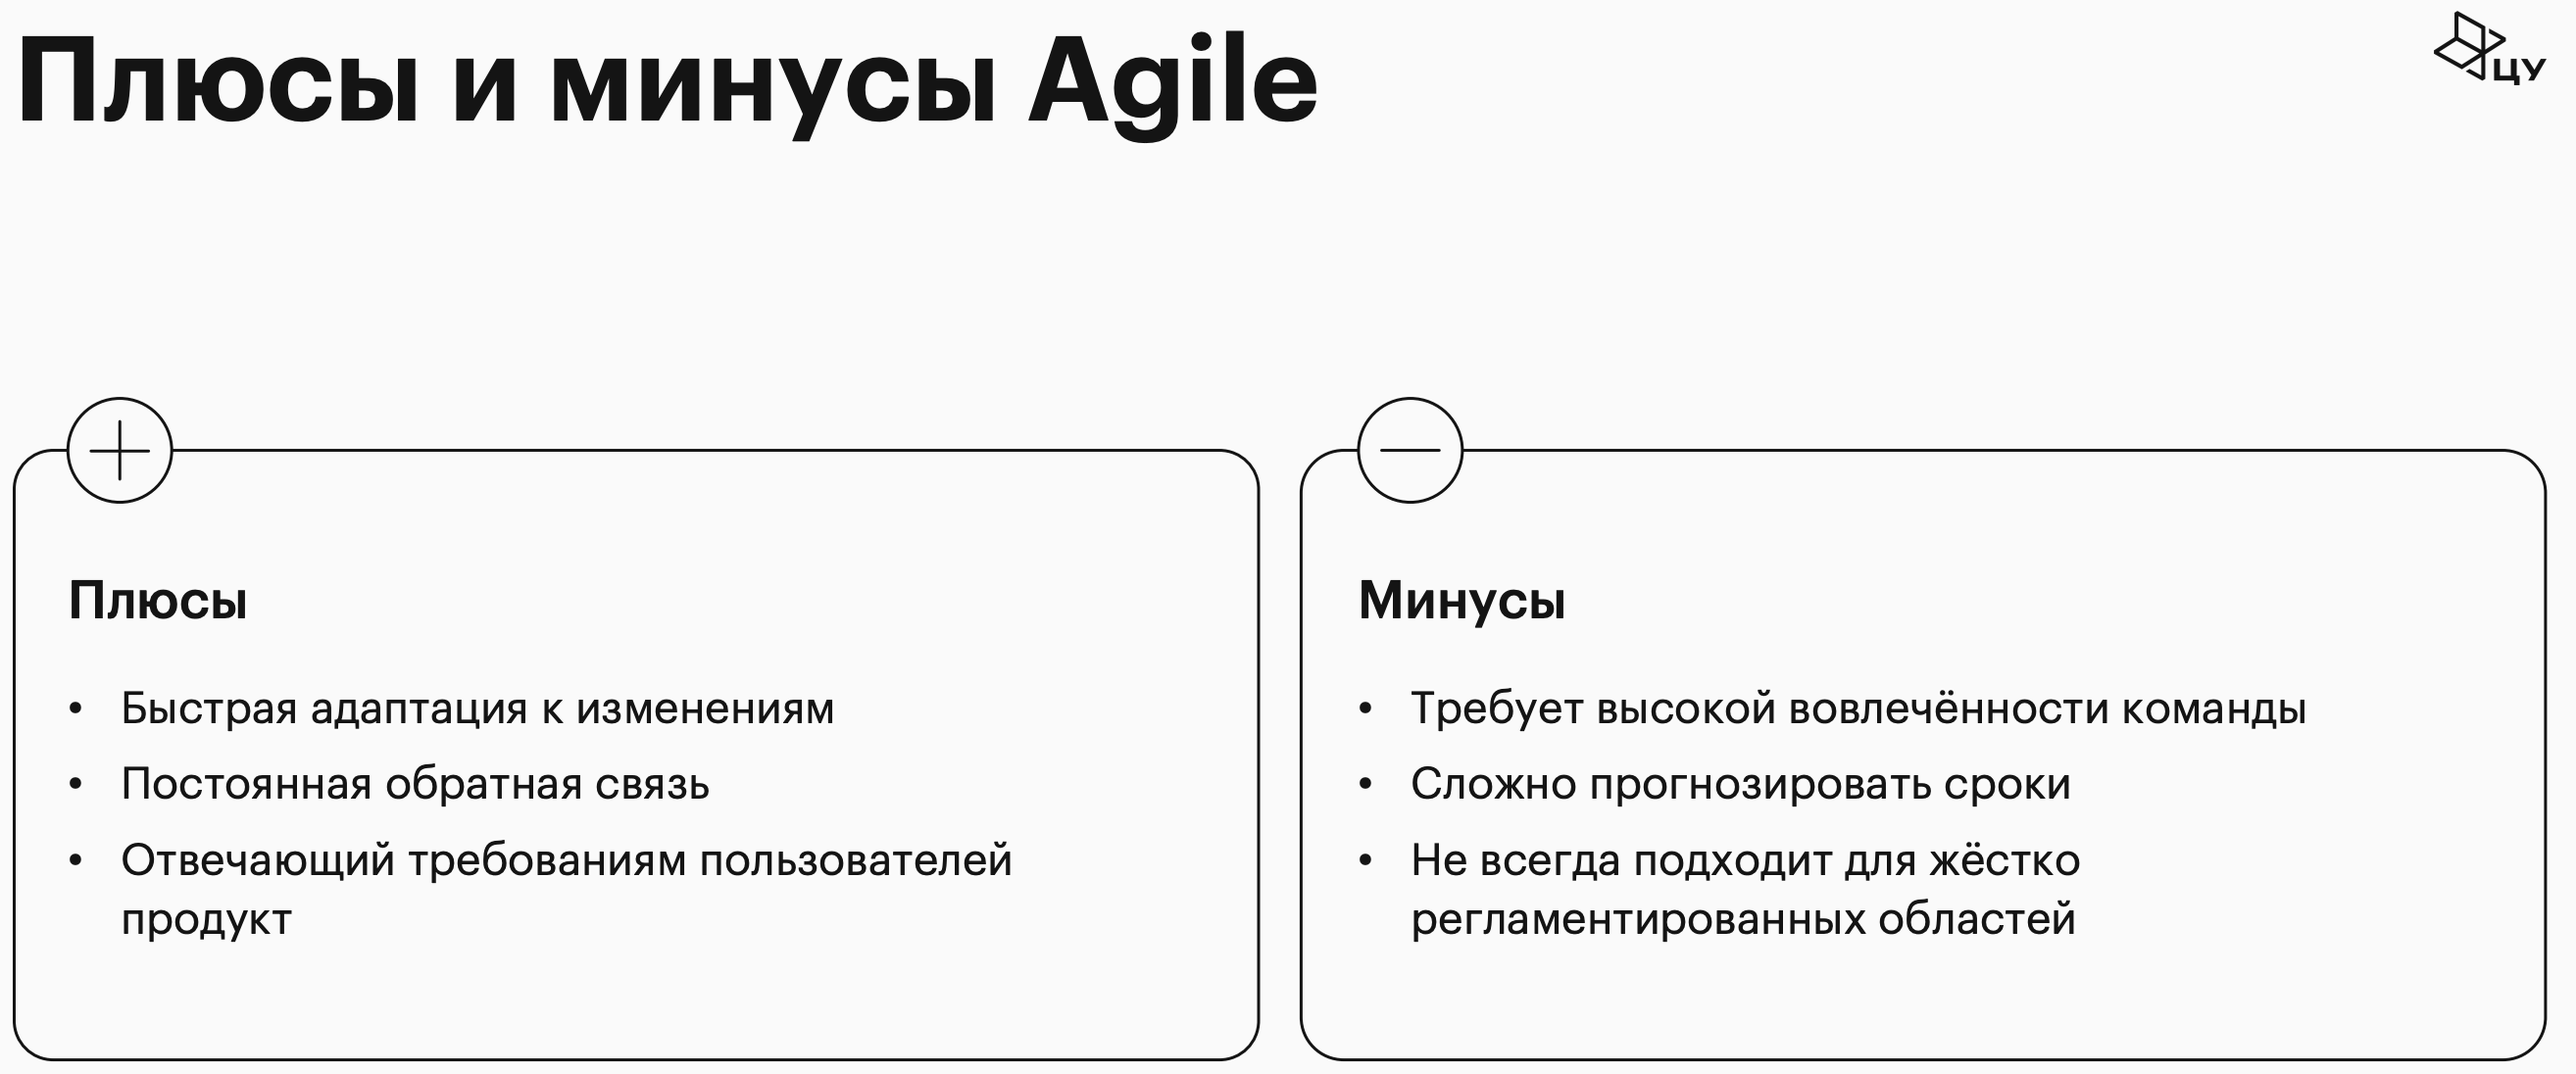 Плюсы и минусы Agile
ЦУ
Плюсы
• Быстрая адаптация к изменениям
• Постоянная обратная связь
• Отвечающий требованиям пользователей
продукт
Минусы
• Требует высокой вовлечённости команды
• Сложно прогнозировать сроки
• Не всегда подходит для жёстко
регламентированных областей